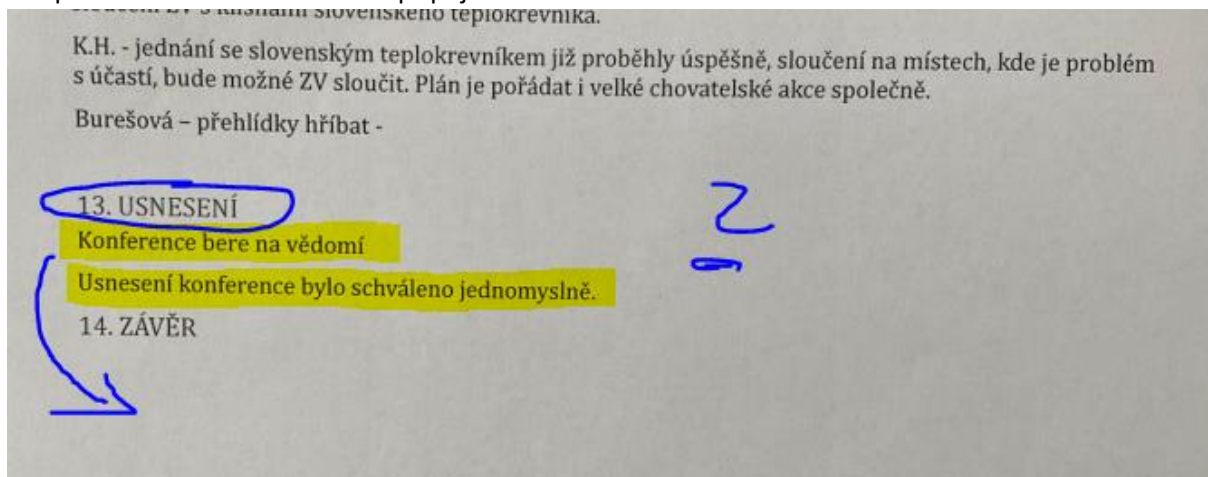 K.H. - jednání se slovenským teplokrevníkem již proběhly úspěšně, sloučení na místech, kde je problém
s účastí, bude možné ZV sloučit. Plán je pořádat i velké chovatelské akce společně.
Burešová – přehlídky hříbat -
13. USNESENÍ
2
Konference bere na vědomí
Usnesení konference bylo schváleno jednomyslně.
14. ZÁVĚR